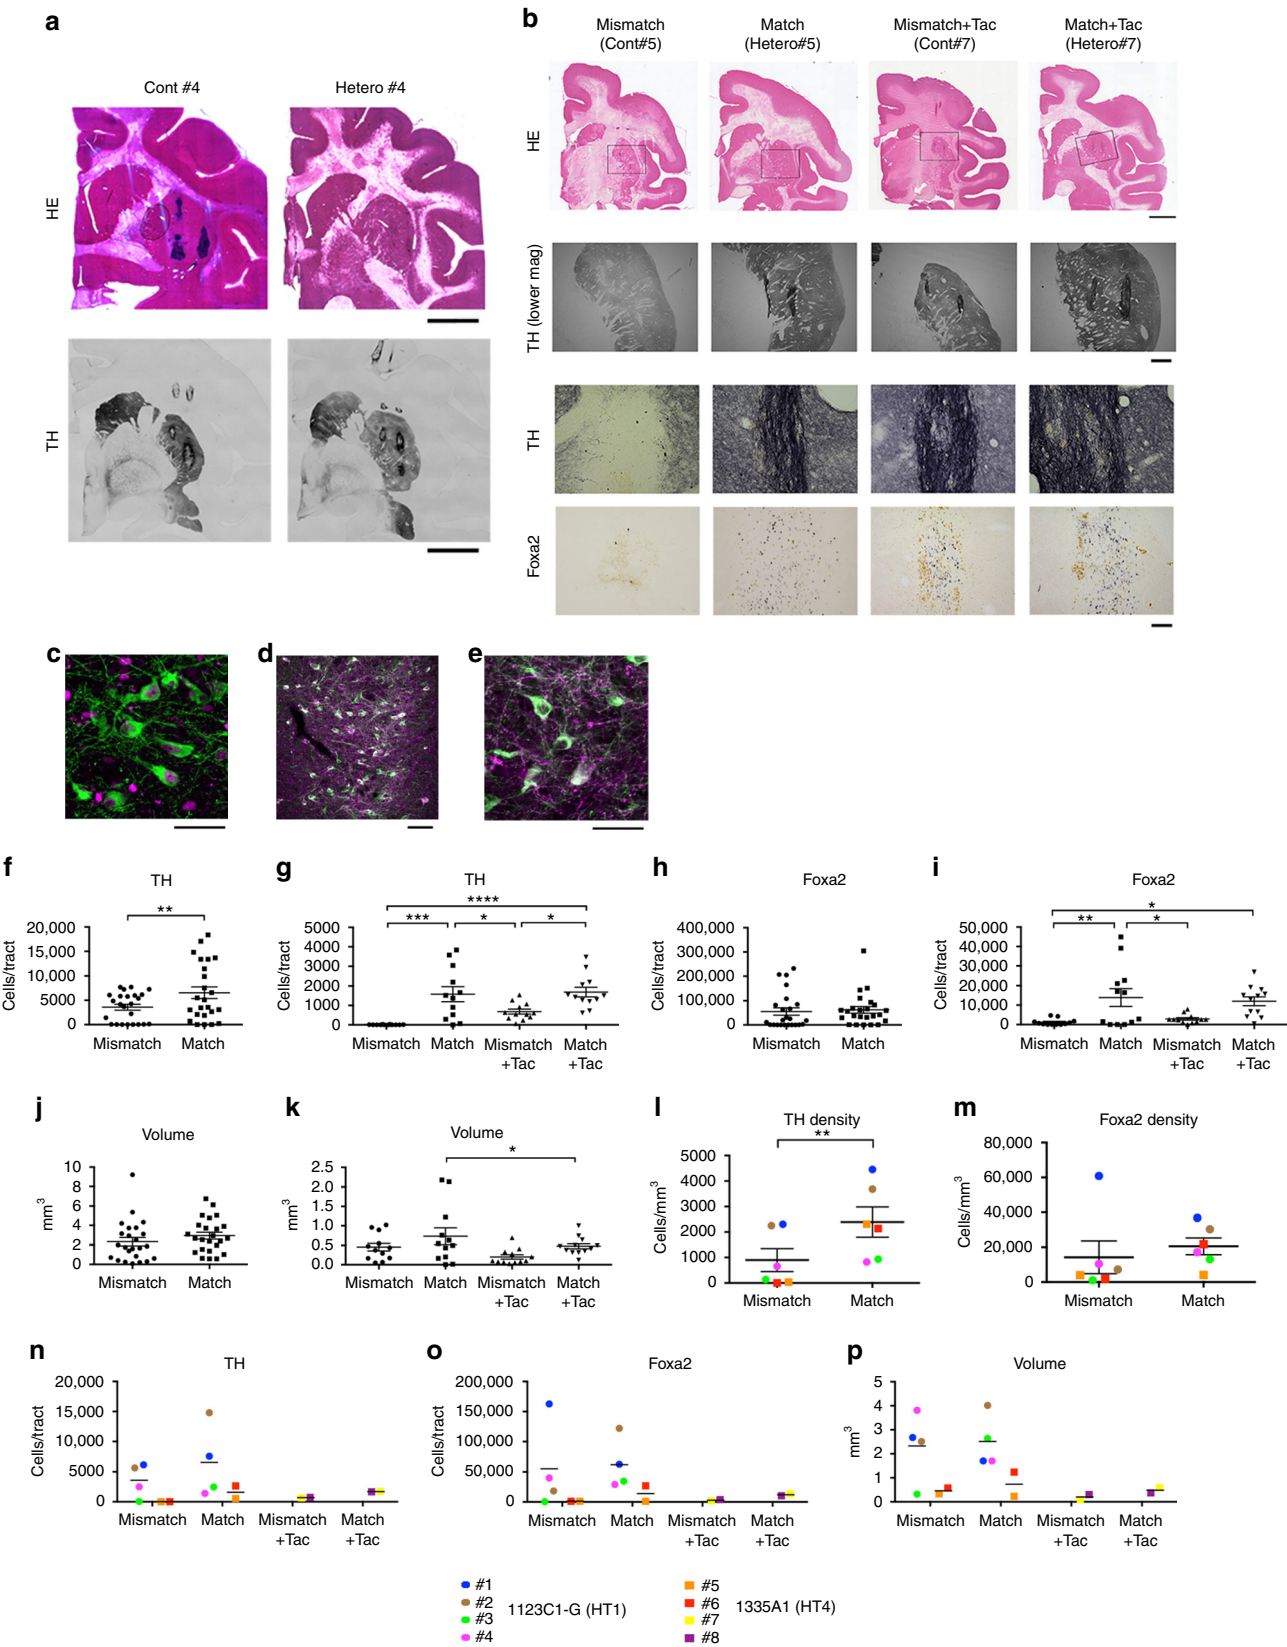 a
Cont #4
Hetero #4
HE
TH
b
Mismatch
(Cont#5)
Match
(Hetero#5)
Mismatch+Tac
(Cont#7)
Match+Tac
(Hetero#7)
HE
TH (lower mag)
TH
Foxa2
c
d
e
f
TH
**
Cells/tract
20,000
15,000
10,000
5000
0
Mismatch
Match
g
TH
****
***
*
*
Cells/tract
5000
4000
3000
2000
1000
0
Mismatch
Match
Mismatch
+Tac
Match
+Tac
h
Foxa2
Cells/tract
400,000
300,000
200,000
100,000
0
Mismatch
Match
i
Foxa2
*
**
*
Cells/tract
50,000
40,000
30,000
20,000
10,000
0
Mismatch
Match
Mismatch
+Tac
Match
+Tac
j
Volume
mm3
10
8
6
4
2
0
Mismatch
Match
k
Volume
*
mm3
2.5
2.0
1.5
1.0
0.5
0.0
Mismatch
Match
Mismatch
+Tac
Match
+Tac
l
TH density
**
Cells/mm3
5000
4000
3000
2000
1000
0
Mismatch
Match
m
Foxa2 density
Cells/mm3
80,000
60,000
40,000
20,000
0
Mismatch
Match
n
TH
Cells/tract
20,000
15,000
10,000
5000
0
Mismatch
Match
Mismatch
+Tac
Match
+Tac
o
Foxa2
Cells/tract
200,000
150,000
100,000
50,000
0
Mismatch
Match
Mismatch
+Tac
Match
+Tac
p
Volume
mm3
5
4
3
2
1
0
Mismatch
Match
Mismatch
+Tac
Match
+Tac
#1
#2
#3
#4
1123C1-G (HT1)
#5
#6
#7
#8
1335A1 (HT4)